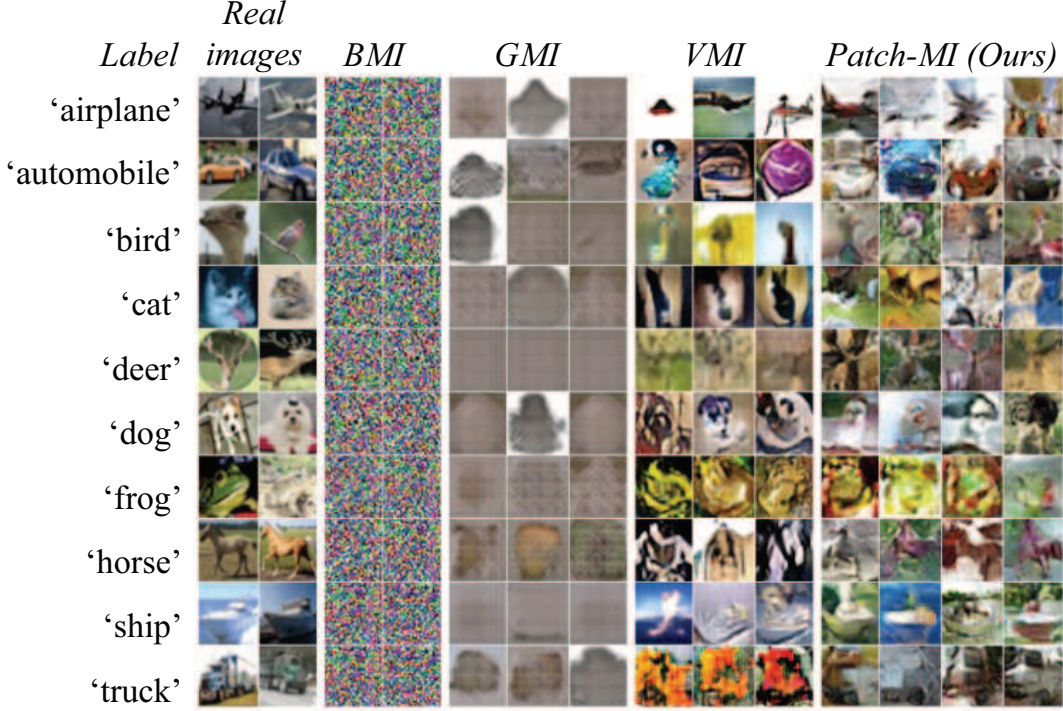 Real
Label images BMI GMI VMI Patch-MI (Ours)
‘airplane’
‘automobile’
‘bird’
‘cat’
‘deer’
‘dog’
‘frog’
‘horse’
‘ship’
‘truck’